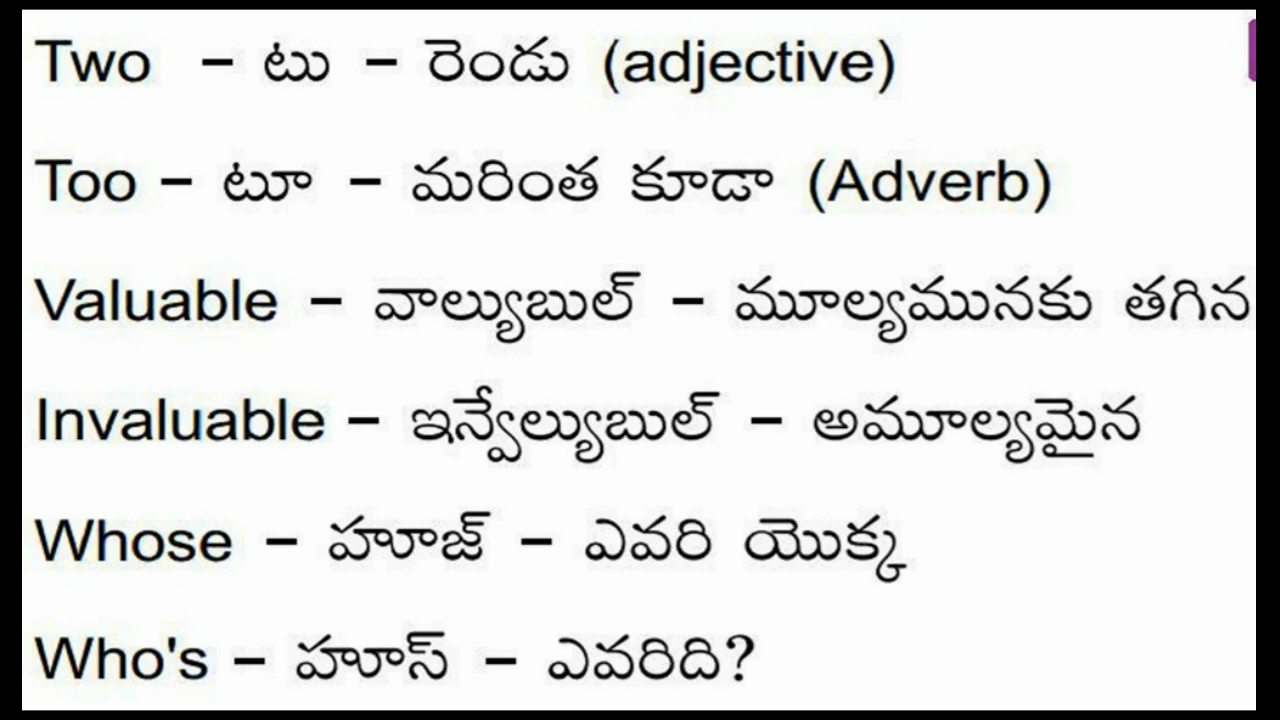 Two – టు – రెండు (adjective)
Too – టూ – మరింత కూడా (Adverb)
Valuable – వాల్యుబుల్ – మూల్యమునకు తగిన
Invaluable – ఇన్వేల్యుబుల్ – అమూల్యమైన
Whose – హూజ్ – ఎవరి యొక్క
Who's – హూస్ – ఎవరిది?